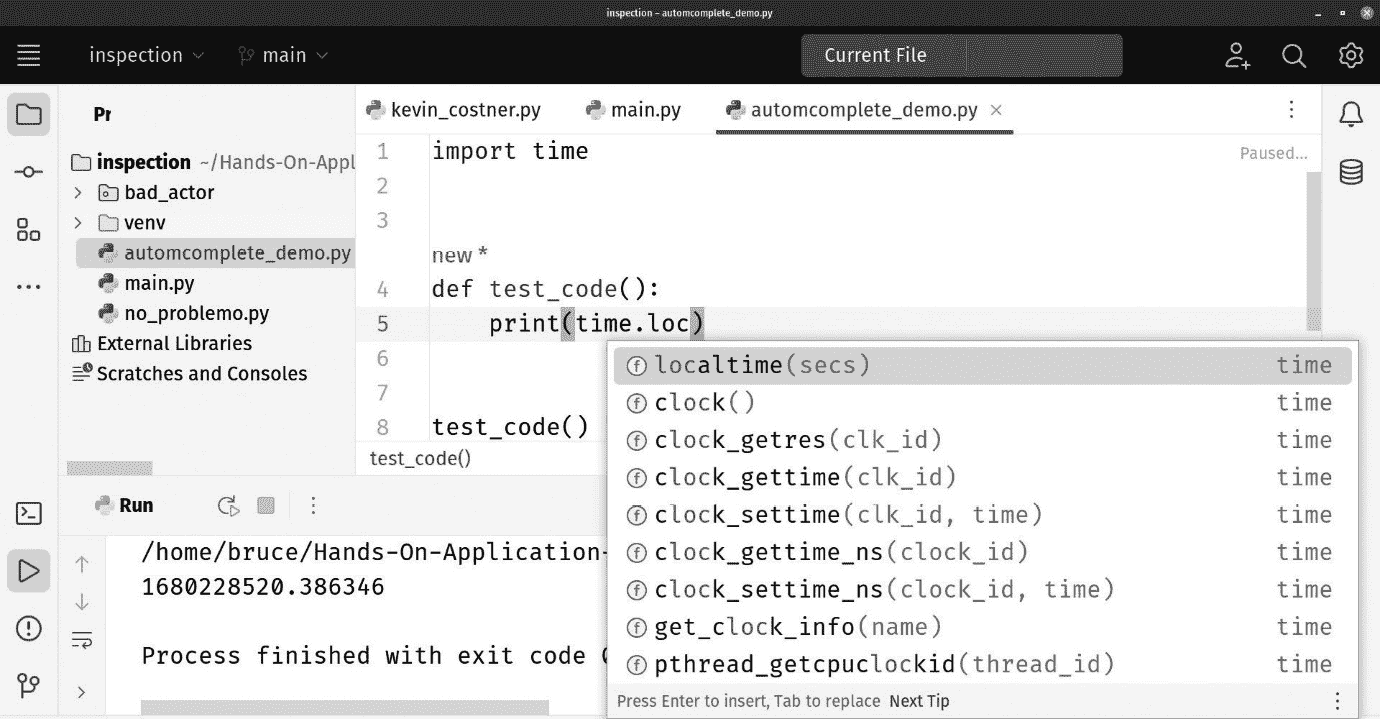 inspection – automcomplete_demo.py
inspection
main
Current File
Pr
inspection ~/Hands-On-Appl
bad_actor
venv
automcomplete_demo.py
main.py
no_problemo.py
External Libraries
Scratches and Consoles
kevin_costner.py main.py automcomplete_demo.py
Paused...
1 import time
2
3
new *
4 def test_code():
5 print(time.loc)
6
7
8 test_code()
test_code()
localtime(secs) time
clock() time
clock_getres(clk_id) time
clock_gettime(clk_id) time
clock_settime(clk_id, time) time
clock_gettime_ns(clock_id) time
clock_settime_ns(clock_id, time) time
get_clock_info(name) time
pthread_getcpuclockid(thread_id) time
Press Enter to insert, Tab to replace Next Tip
Run
/home/bruce/Hands-On-Application-
1680228520.386346
Process finished with exit code